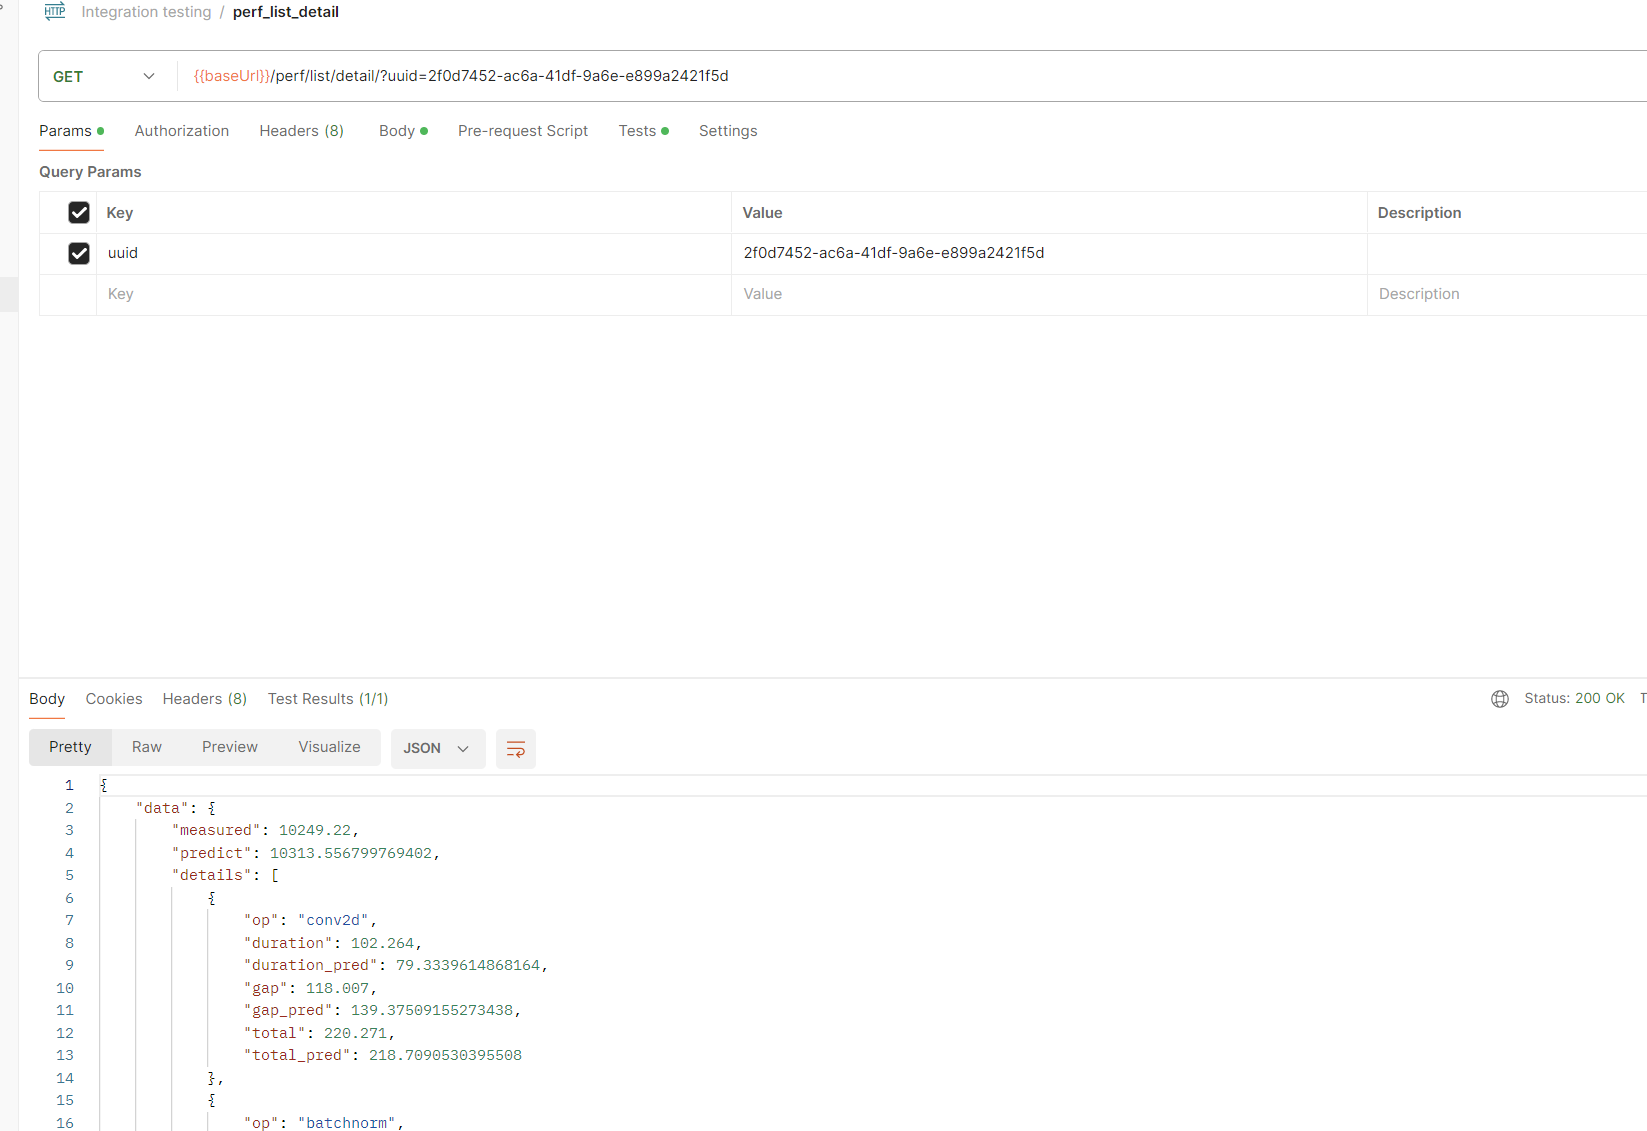 HTTP Integration testing / perf_list_detail
GET {{baseUrl}}/perf/list/detail/?uuid=2f0d7452-ac6a-41df-9a6e-e899a2421f5d
Params Authorization Headers (8) Body Pre-request Script Tests Settings
Query Params
Key Value Description
uuid 2f0d7452-ac6a-41df-9a6e-e899a2421f5d
Key Value Description
Body Cookies Headers (8) Test Results (1/1) Status: 200 OK T
Pretty Raw Preview Visualize JSON
1 {
2 "data": {
3 "measured": 10249.22,
4 "predict": 10313.556799769402,
5 "details": [
6 {
7 "op": "conv2d",
8 "duration": 102.264,
9 "duration_pred": 79.3339614868164,
10 "gap": 118.007,
11 "gap_pred": 139.37509155273438,
12 "total": 220.271,
13 "total_pred": 218.7090530395508
14 },
15 {
16 "op": "batchnorm",